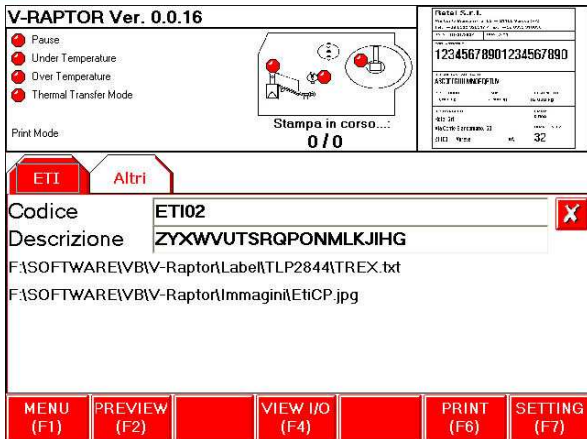 V-RAPTOR Ver. 0.0.16
Pause
Under Temperature
Over Temperature
Thermal Transfer Mode
Print Mode
Stampa in corso...:
0 / 0
12345678901234567890
32
ETI
Altri
Codice
ETI02
X
Descrizione
ZYXWVUTSRQPONMLKJIHG
F:\SOFTWARE\VB\V-Raptor\Label\TLP2844\TREX.txt
F:\SOFTWARE\VB\V-Raptor\Immagini\EtiCP.jpg
MENU
(F1)
PREVIEW
(F2)
VIEW I/O
(F4)
PRINT
(F6)
SETTING
(F7)